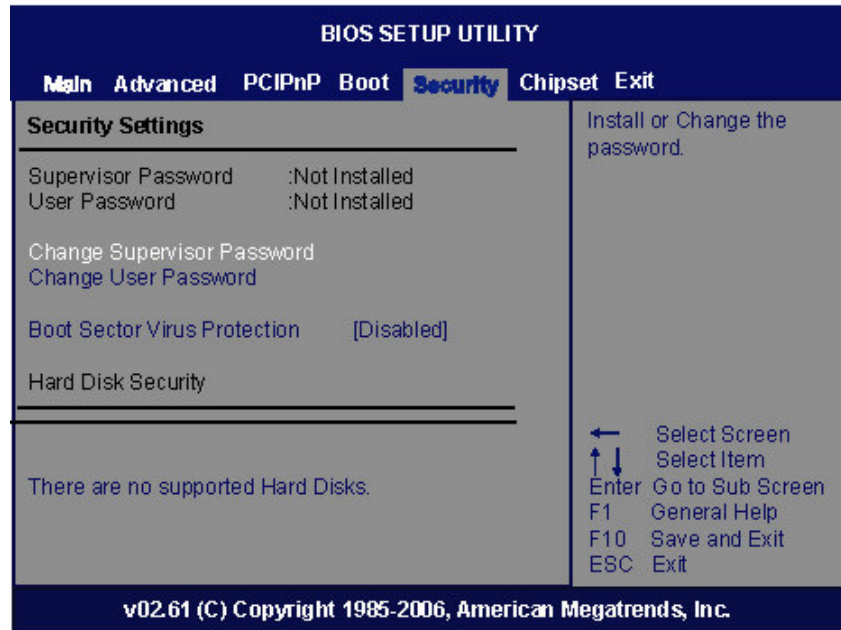 BIOS SETUP UTILITY
Main Advanced PCIPnP Boot Security Chipset Exit
Security Settings
Supervisor Password :Not Installed
User Password :Not Installed
Change Supervisor Password
Change User Password
Boot Sector Virus Protection [Disabled]
Hard Disk Security
There are no supported Hard Disks.
Install or Change the
password.
← Select Screen
↑↓ Select Item
Enter Go to Sub Screen
F1 General Help
F10 Save and Exit
ESC Exit
v02.61 (C) Copyright 1985-2006, American Megatrends, Inc.